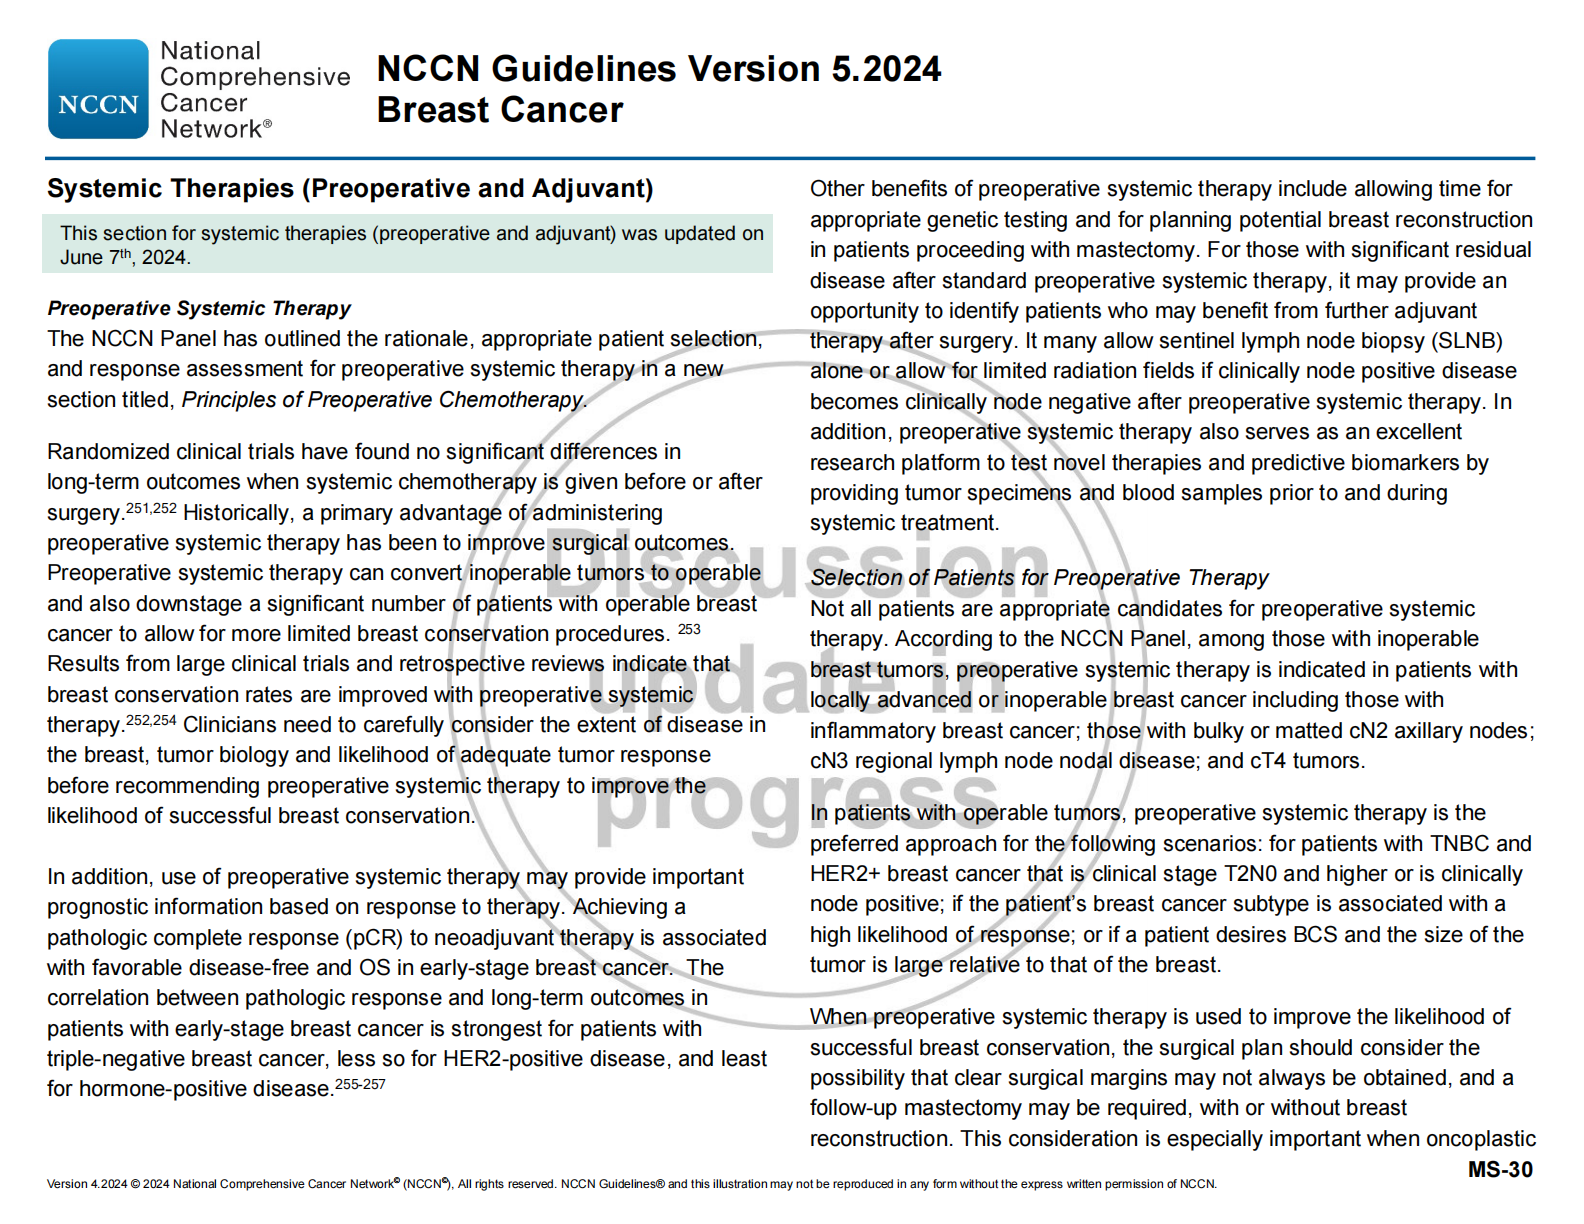 NCCN
National
Comprehensive
Cancer
Network®
NCCN Guidelines Version 5.2024
Breast Cancer
Systemic Therapies (Preoperative and Adjuvant)
This section for systemic therapies (preoperative and adjuvant) was updated on
June 7th, 2024.
Preoperative Systemic Therapy
The NCCN Panel has outlined the rationale, appropriate patient selection,
and response assessment for preoperative systemic therapy in a new
section titled, Principles of Preoperative Chemotherapy.
Randomized clinical trials have found no significant differences in
long-term outcomes when systemic chemotherapy is given before or after
surgery.251,252 Historically, a primary advantage of administering
preoperative systemic therapy has been to improve surgical outcomes.
Preoperative systemic therapy can convert inoperable tumors to operable
and also downstage a significant number of patients with operable breast
cancer to allow for more limited breast conservation procedures. 253
Results from large clinical trials and retrospective reviews indicate that
breast conservation rates are improved with preoperative systemic
therapy.252,254 Clinicians need to carefully consider the extent of disease in
the breast, tumor biology and likelihood of adequate tumor response
before recommending preoperative systemic therapy to improve the
likelihood of successful breast conservation.
In addition, use of preoperative systemic therapy may provide important
prognostic information based on response to therapy. Achieving a
pathologic complete response (pCR) to neoadjuvant therapy is associated
with favorable disease-free and OS in early-stage breast cancer. The
correlation between pathologic response and long-term outcomes in
patients with early-stage breast cancer is strongest for patients with
triple-negative breast cancer, less so for HER2-positive disease, and least
for hormone-positive disease.255-257
Other benefits of preoperative systemic therapy include allowing time for
appropriate genetic testing and for planning potential breast reconstruction
in patients proceeding with mastectomy. For those with significant residual
disease after standard preoperative systemic therapy, it may provide an
opportunity to identify patients who may benefit from further adjuvant
therapy after surgery. It many allow sentinel lymph node biopsy (SLNB)
alone or allow for limited radiation fields if clinically node positive disease
becomes clinically node negative after preoperative systemic therapy. In
addition, preoperative systemic therapy also serves as an excellent
research platform to test novel therapies and predictive biomarkers by
providing tumor specimens and blood samples prior to and during
systemic treatment.
Selection of Patients for Preoperative Therapy
Not all patients are appropriate candidates for preoperative systemic
therapy. According to the NCCN Panel, among those with inoperable
breast tumors, preoperative systemic therapy is indicated in patients with
locally advanced or inoperable breast cancer including those with
inflammatory breast cancer; those with bulky or matted cN2 axillary nodes;
cN3 regional lymph node nodal disease; and cT4 tumors.
In patients with operable tumors, preoperative systemic therapy is the
preferred approach for the following scenarios: for patients with TNBC and
HER2+ breast cancer that is clinical stage T2N0 and higher or is clinically
node positive; if the patient's breast cancer subtype is associated with a
high likelihood of response; or if a patient desires BCS and the size of the
tumor is large relative to that of the breast.
When preoperative systemic therapy is used to improve the likelihood of
successful breast conservation, the surgical plan should consider the
possibility that clear surgical margins may not always be obtained, and a
follow-up mastectomy may be required, with or without breast
reconstruction. This consideration is especially important when oncoplastic
Discussion
update in
progress
MS-30
Version 4.2024 © 2024 National Comprehensive Cancer Network© (NCCN©), All rights reserved. NCCN Guidelines® and this illustration may not be reproduced in any form without the express written permission of NCCN.